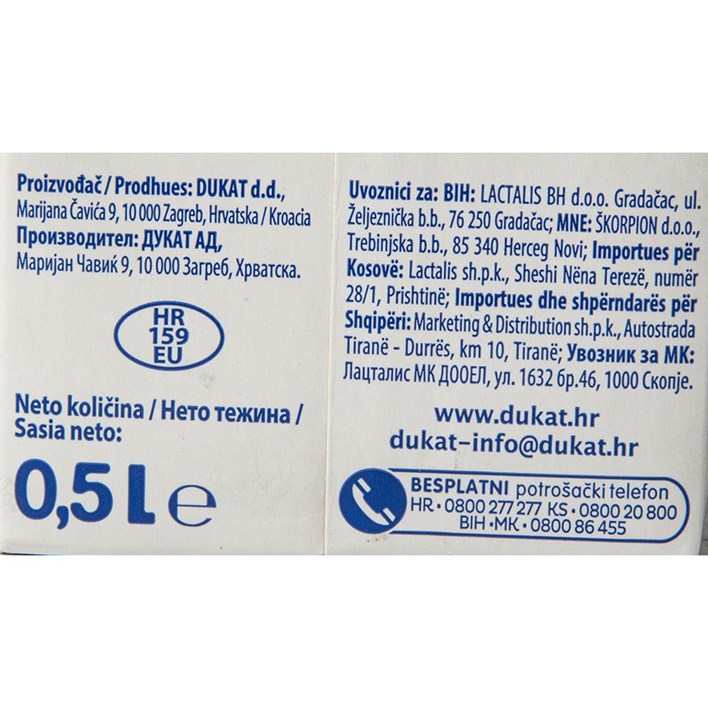 Proizvođač / Prodhues: DUKAT d.d.,
Marijana Čavića 9, 10 000 Zagreb, Hrvatska / Kroacia
Производител: ДУКАТ АД,
Маријан Чавиќ 9, 10 000 Загреб, Хрватска.
HR
159
EU
Neto količina / Нето тежина /
Sasia neto:
0,5 l e
Uvoznici za: BIH: LACTALIS BH d.o.o. Gradačac, ul.
Željeznička b.b., 76 250 Gradačac; MNE: ŠKORPION d.o.o.,
Trebinjska b.b., 85 340 Herceg Novi; Importues për
Kosovë: Lactalis sh.p.k., Sheshi Nëna Terezë, numër
28/1, Prishtinë; Importues dhe shpërndarës për
Shqipëri: Marketing & Distribution sh.p.k., Autostrada
Tiranë - Durrës, km 10, Tiranë; Увозник за МК:
Лацталис МК ДООЕЛ, ул. 1632 бр.46, 1000 Скопје.
www.dukat.hr
dukat-info@dukat.hr
BESPLATNI potrošački telefon
HR • 0800 277 277 KS • 0800 20 800
BIH • MK • 0800 86 455